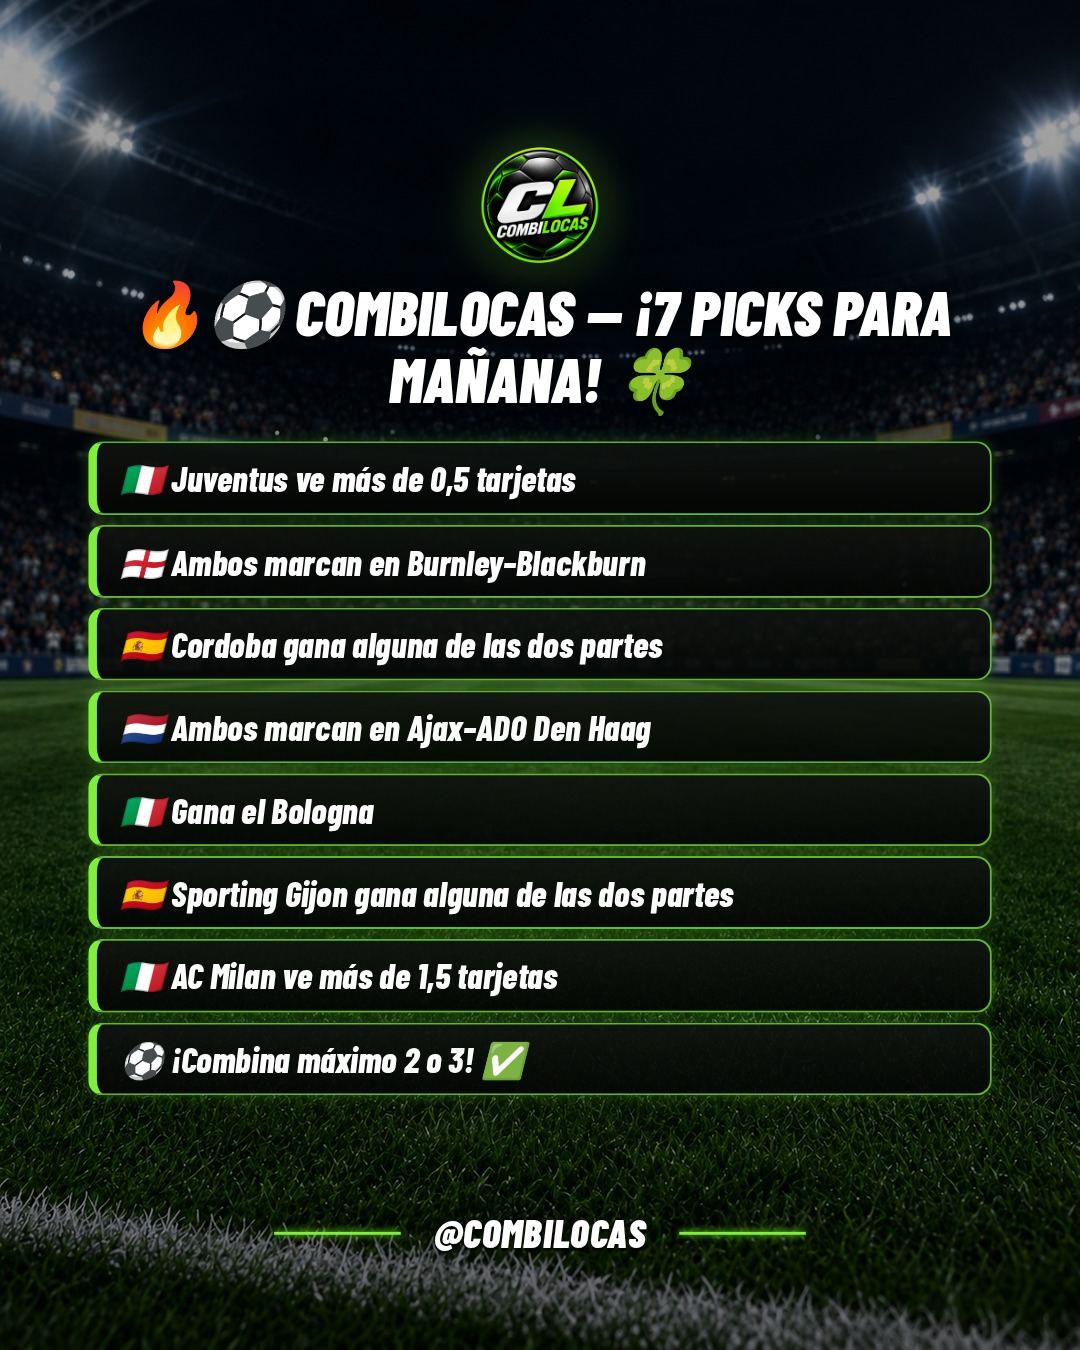 CL
COMBILOCAS
🔥⚽ COMBILOCAS – ¡7 PICKS PARA
MAÑANA! 🍀
🇮🇹 Juventus ve más de 0,5 tarjetas
🏴󠁧󠁢󠁥󠁮󠁧󠁿 Ambos marcan en Burnley-Blackburn
🇪🇸 Cordoba gana alguna de las dos partes
🇳🇱 Ambos marcan en Ajax-ADO Den Haag
🇮🇹 Gana el Bologna
🇪🇸 Sporting Gijon gana alguna de las dos partes
🇮🇹 AC Milan ve más de 1,5 tarjetas
⚽ ¡Combina máximo 2 o 3! ✅
@COMBILOCAS